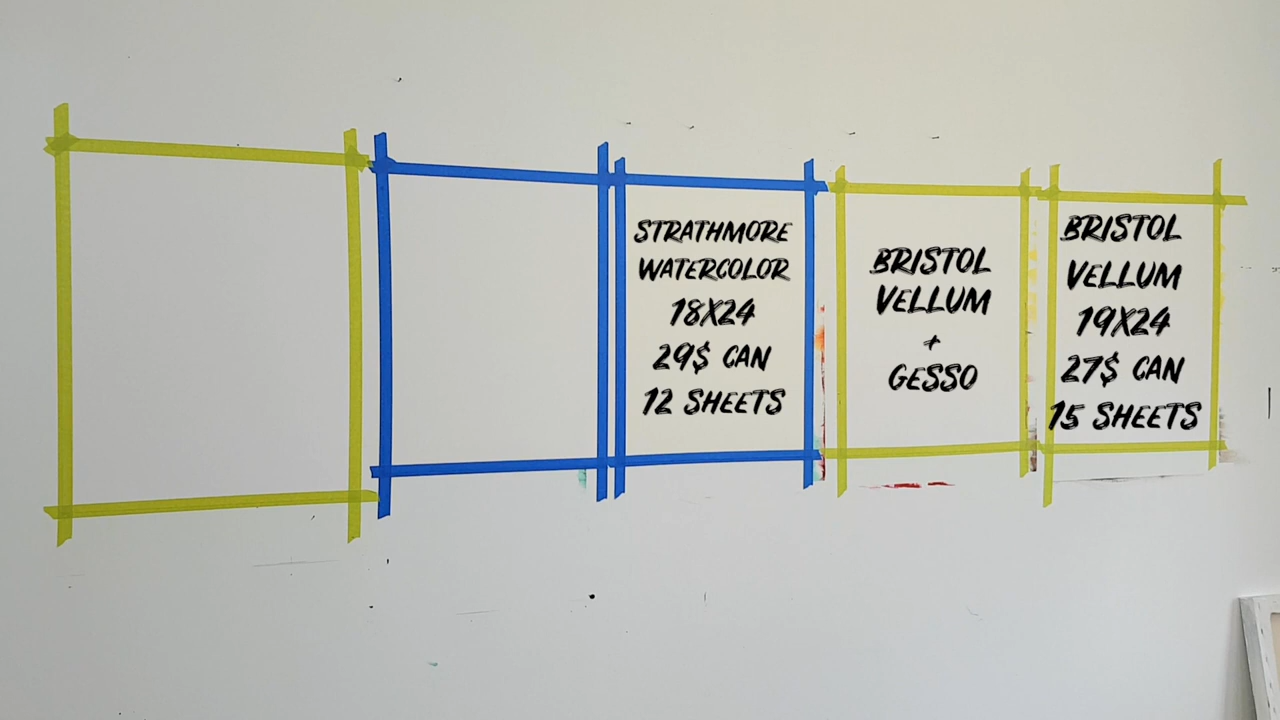 STRATHMORE
WATERCOLOR
18X24
29$ CAN
12 SHEETS
BRISTOL
VELLUM
+
GESSO
BRISTOL
VELLUM
19X24
27$ CAN
15 SHEETS